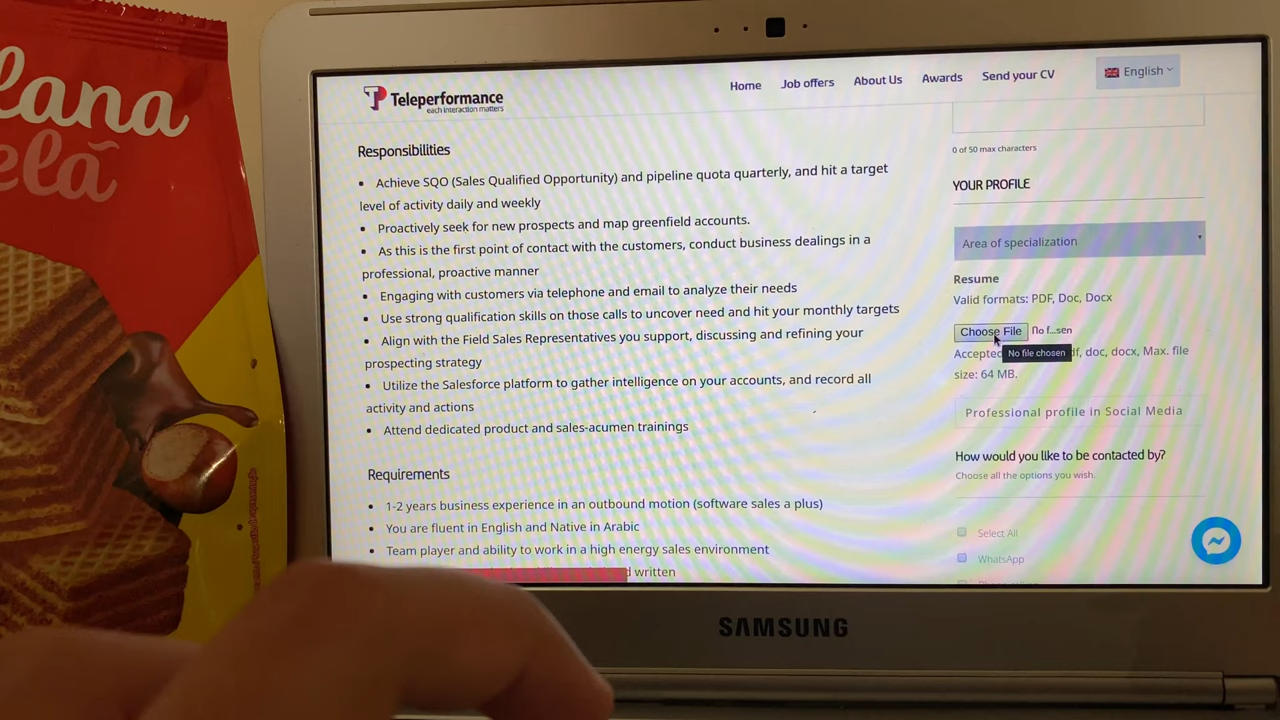 lana
elã
Teleperformance
each interaction matters
Home
Job offers
About Us
Awards
Send your CV
English
Responsibilities
• Achieve SQO (Sales Qualified Opportunity) and pipeline quota quarterly, and hit a target
level of activity daily and weekly
• Proactively seek for new prospects and map greenfield accounts.
• As this is the first point of contact with the customers, conduct business dealings in a
professional, proactive manner
• Engaging with customers via telephone and email to analyze their needs
• Use strong qualification skills on those calls to uncover need and hit your monthly targets
• Align with the Field Sales Representatives you support, discussing and refining your
prospecting strategy
• Utilize the Salesforce platform to gather intelligence on your accounts, and record all
activity and actions
• Attend dedicated product and sales-acumen trainings
Requirements
• 1-2 years business experience in an outbound motion (software sales a plus)
• You are fluent in English and Native in Arabic
• Team player and ability to work in a high energy sales environment
d written
0 of 50 max characters
YOUR PROFILE
Area of specialization
Resume
Valid formats: PDF, Doc, Docx
Choose File No f...sen
No file chosen
Accepted df, doc, docx, Max. file
size: 64 MB.
Professional profile in Social Media
How would you like to be contacted by?
Choose all the options you wish.
Select All
WhatsApp
SAMSUNG